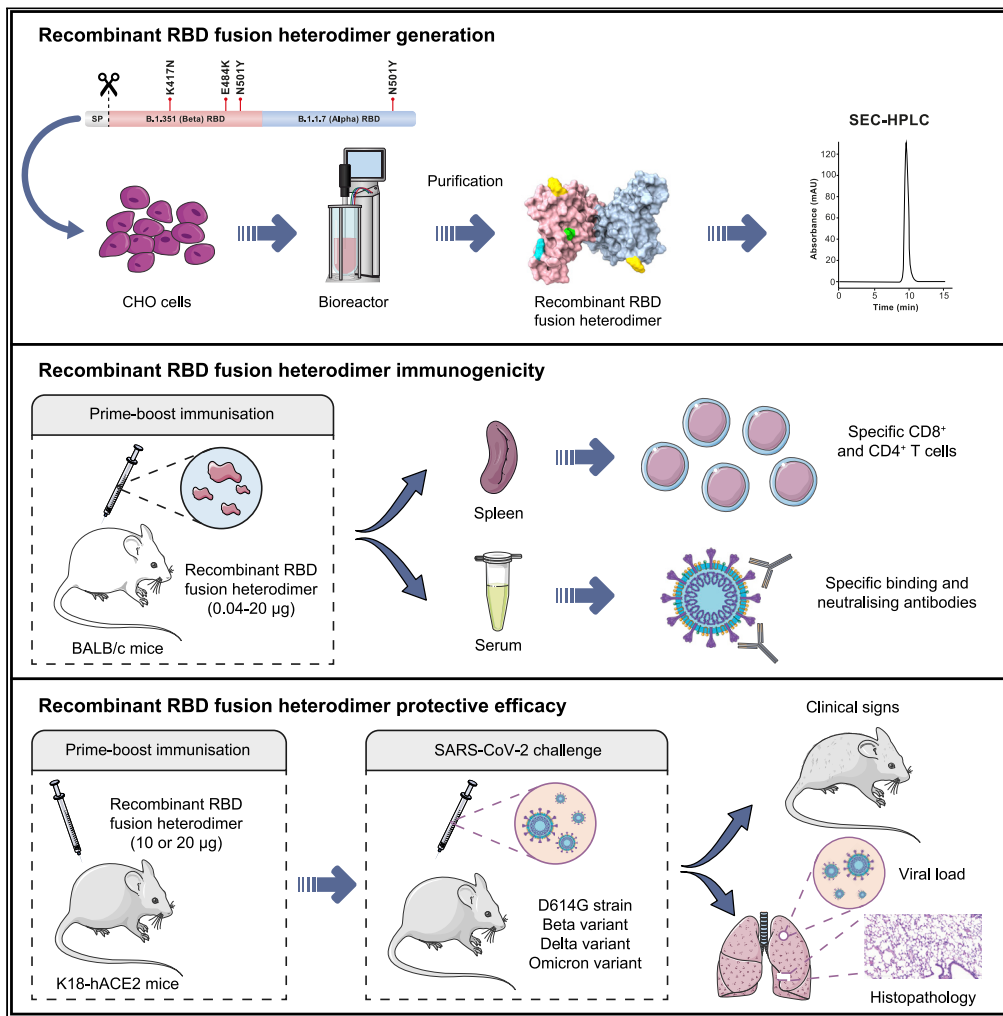 Recombinant RBD fusion heterodimer generation
K417N
E484K
N501Y
N501Y
SP
B.1.351 (Beta) RBD
B.1.1.7 (Alpha) RBD
CHO cells
Bioreactor
Purification
Recombinant RBD
fusion heterodimer
SEC-HPLC
Absorbance (mAU)
120
100
80
60
40
20
0
0
5
10
15
Time (min)
Recombinant RBD fusion heterodimer immunogenicity
Prime-boost immunisation
Recombinant RBD
fusion heterodimer
(0.04-20 µg)
BALB/c mice
Spleen
Specific CD8⁺
and CD4⁺ T cells
Serum
Specific binding and
neutralising antibodies
Recombinant RBD fusion heterodimer protective efficacy
Prime-boost immunisation
Recombinant RBD
fusion heterodimer
(10 or 20 µg)
K18-hACE2 mice
SARS-CoV-2 challenge
D614G strain
Beta variant
Delta variant
Omicron variant
Clinical signs
Viral load
Histopathology